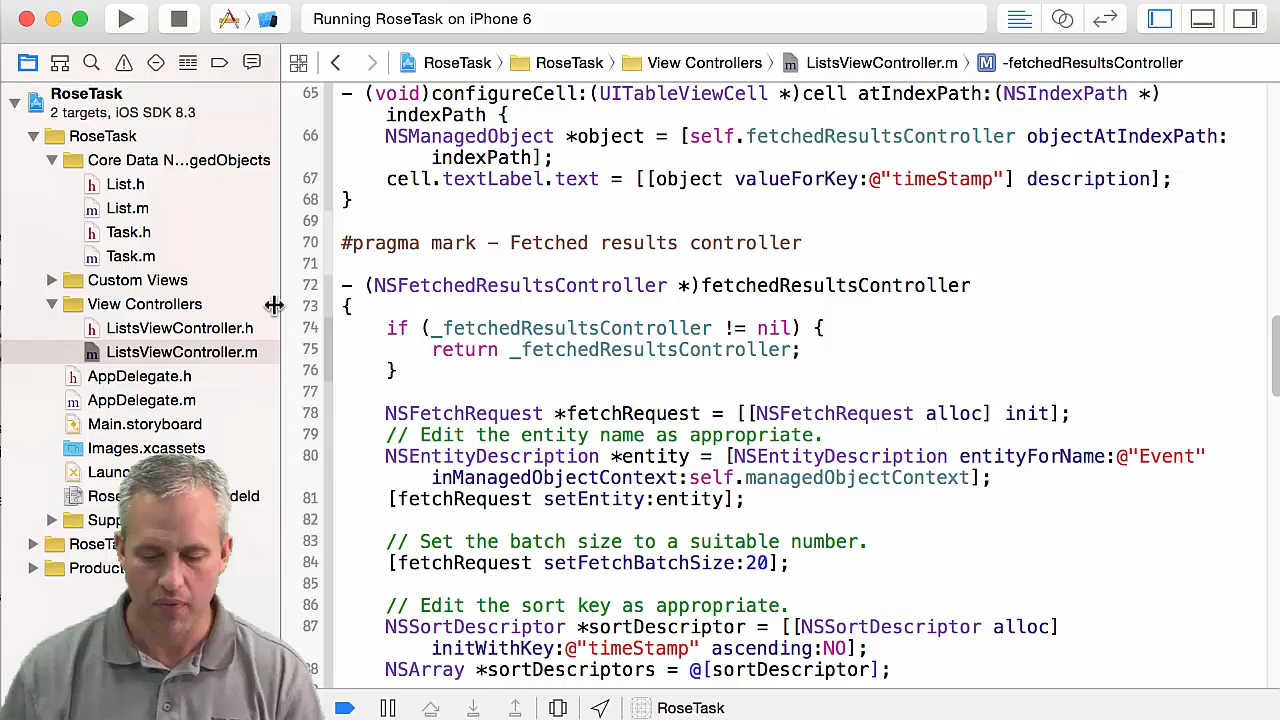 Running RoseTask on iPhone 6
RoseTask
RoseTask
View Controllers
ListsViewController.m
M
-fetchedResultsController
RoseTask
2 targets, iOS SDK 8.3
RoseTask
Core Data N...gedObjects
h List.h
m List.m
h Task.h
m Task.m
Custom Views
View Controllers
h ListsViewController.h
m ListsViewController.m
h AppDelegate.h
m AppDelegate.m
Main.storyboard
Images.xcassets
65 - (void)configureCell:(UITableViewCell *)cell atIndexPath:(NSIndexPath *)
indexPath {
66 NSManagedObject *object = [self.fetchedResultsController objectAtIndexPath:
indexPath];
67 cell.textLabel.text = [[object valueForKey:@"timeStamp"] description];
68 }
69
70 #pragma mark - Fetched results controller
71
72 - (NSFetchedResultsController *)fetchedResultsController
73 {
74 if (_fetchedResultsController != nil) {
75 return _fetchedResultsController;
76 }
77
78 NSFetchRequest *fetchRequest = [[NSFetchRequest alloc] init];
79 // Edit the entity name as appropriate.
80 NSEntityDescription *entity = [NSEntityDescription entityForName:@"Event"
inManagedObjectContext:self.managedObjectContext];
81 [fetchRequest setEntity:entity];
82
83 // Set the batch size to a suitable number.
84 [fetchRequest setFetchBatchSize:20];
85
86 // Edit the sort key as appropriate.
87 NSSortDescriptor *sortDescriptor = [[NSSortDescriptor alloc]
initWithKey:@"timeStamp" ascending:NO];
NSArray *sortDescriptors = @[sortDescriptor];
RoseTask